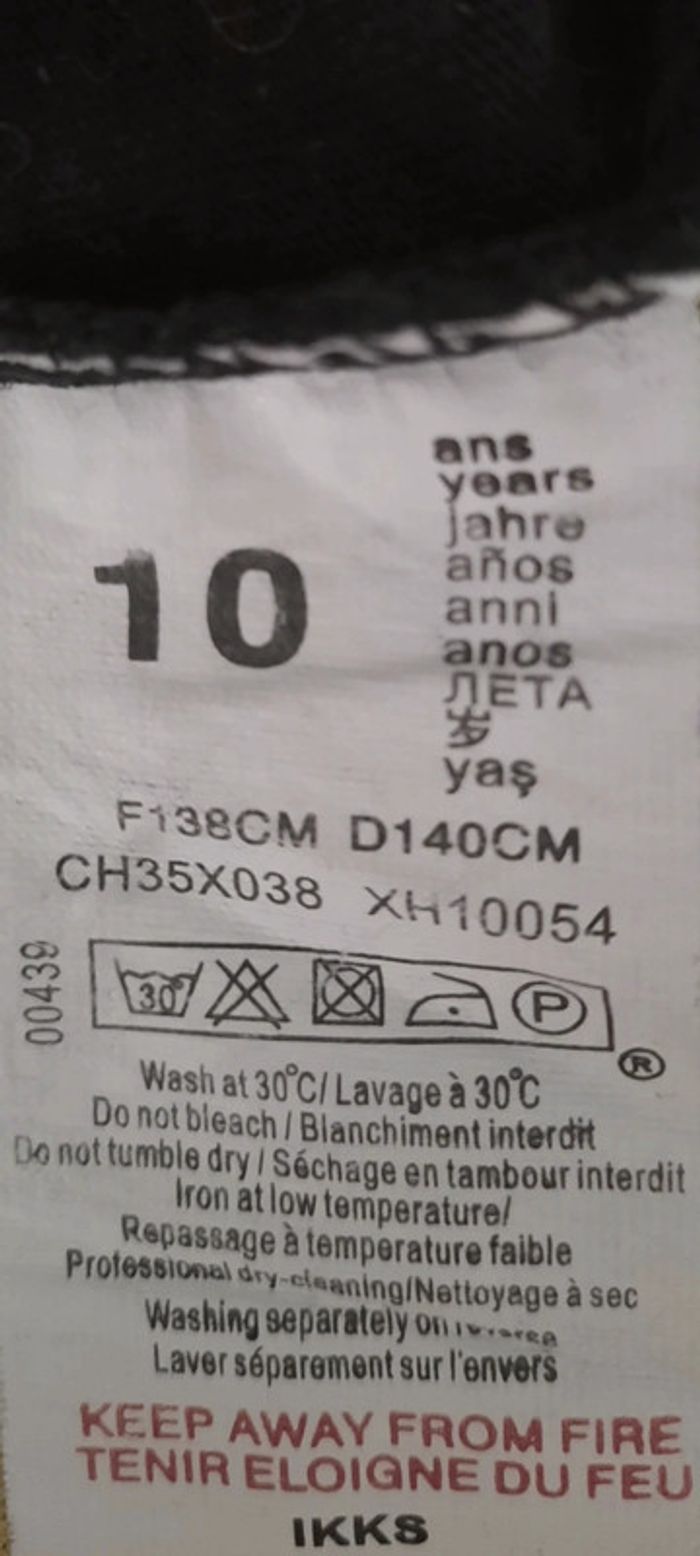 10
ans
years
jahre
años
anni
anos
ЛЕТА
岁
yaş
F138CM D140CM
CH35X038 XH10054
00439
30° P
®
Wash at 30°C/ Lavage à 30°C
Do not bleach / Blanchiment interdit
Do not tumble dry / Séchage en tambour interdit
Iron at low temperature/
Repassage à temperature faible
Professional dry-cleaning/Nettoyage à sec
Washing separately on
Laver séparement sur l'envers
KEEP AWAY FROM FIRE
TENIR ELOIGNE DU FEU
IKKS